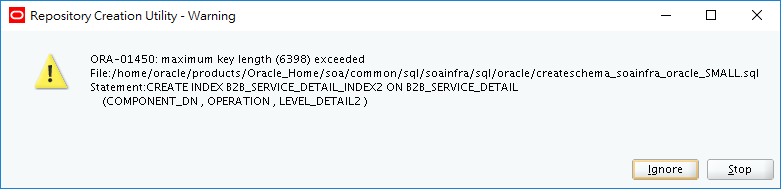 Repository Creation Utility - Warning
ORA-01450: maximum key length (6398) exceeded
File:/home/oracle/products/Oracle_Home/soa/common/sql/soainfra/sql/oracle/createschema_soainfra_oracle_SMALL.sql
Statement:CREATE INDEX B2B_SERVICE_DETAIL_INDEX2 ON B2B_SERVICE_DETAIL
(COMPONENT_DN , OPERATION , LEVEL_DETAIL2 )
Ignore Stop